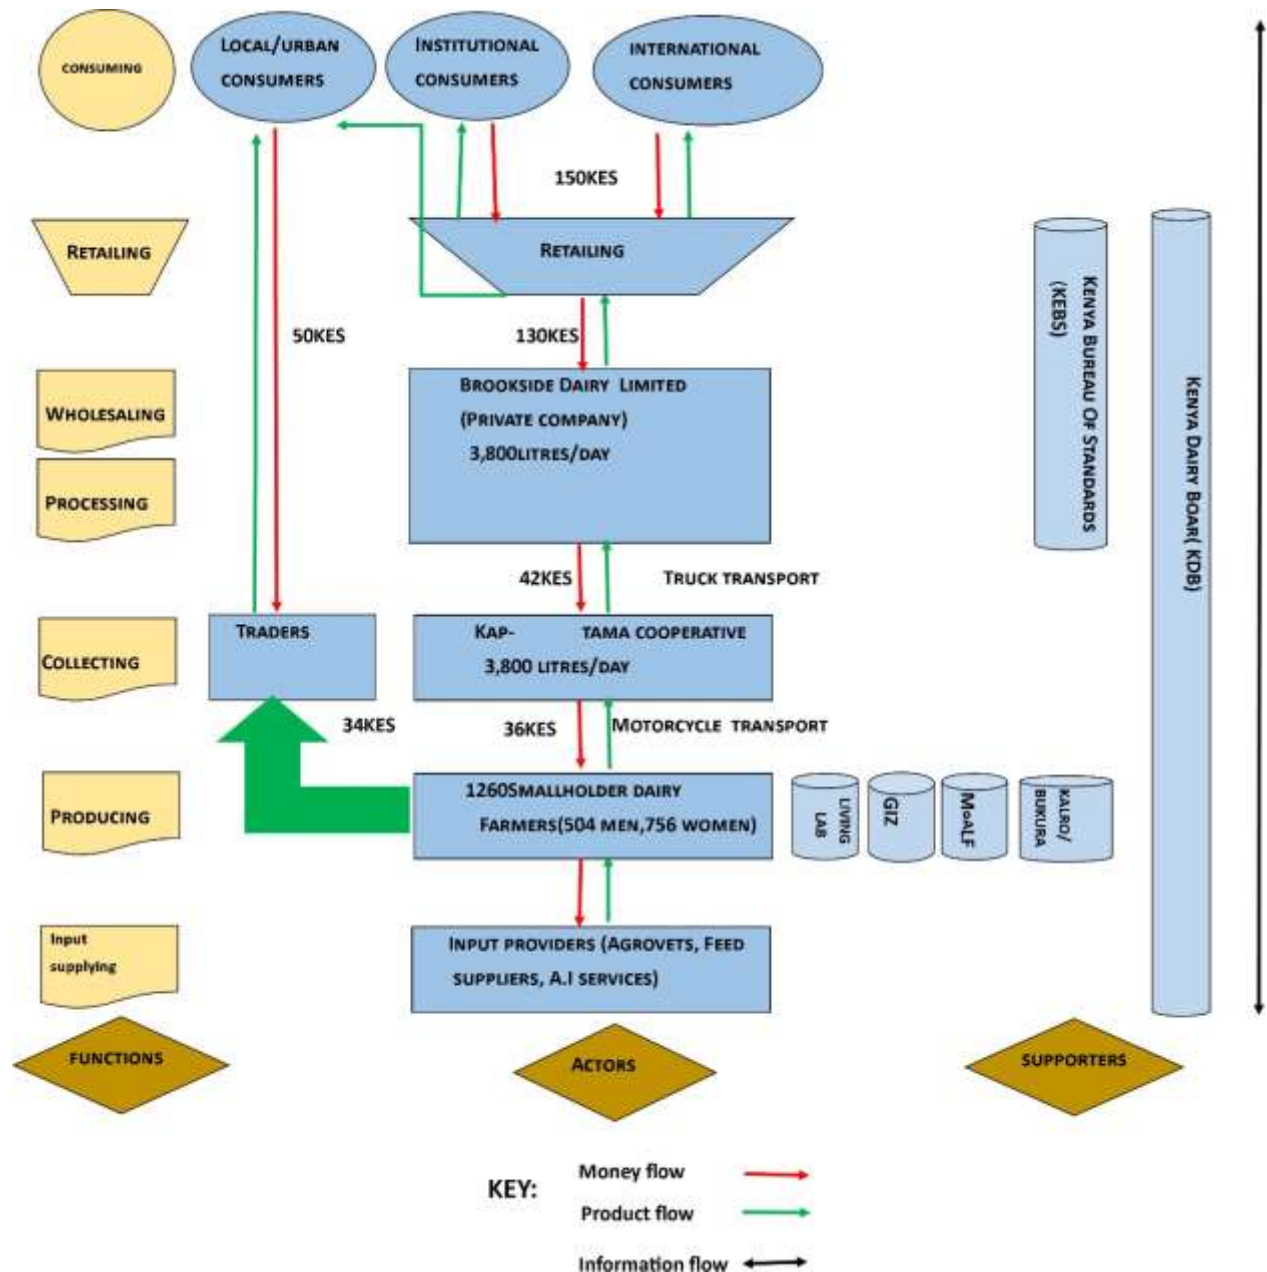 CONSUMING
LOCAL/URBAN
CONSUMERS
INSTITUTIONAL
CONSUMERS
INTERNATIONAL
CONSUMERS
150KES
RETAILING
RETAILING
50KES
130KES
WHOLESALING
PROCESSING
BROOKSIDE DAIRY LIMITED
(PRIVATE COMPANY)
3,800LITRES/DAY
42KES
TRUCK TRANSPORT
COLLECTING
TRADERS
KAP- TAMA COOPERATIVE
3,800 LITRES/DAY
34KES
36KES
MOTORCYCLE TRANSPORT
PRODUCING
1260SMALLHOLDER DAIRY
FARMERS(504 MEN,756 WOMEN)
LIVING
LAB
GIZ
MOALF
KALRO/
BUKURA
KENYA BUREAU OF STANDARDS
(KEBS)
KENYA DAIRY BOAR( KDB)
Input
supplying
INPUT PROVIDERS (AGROVETS, FEED
SUPPLIERS, A.I SERVICES)
FUNCTIONS
ACTORS
SUPPORTERS
KEY:
Money flow
Product flow
Information flow